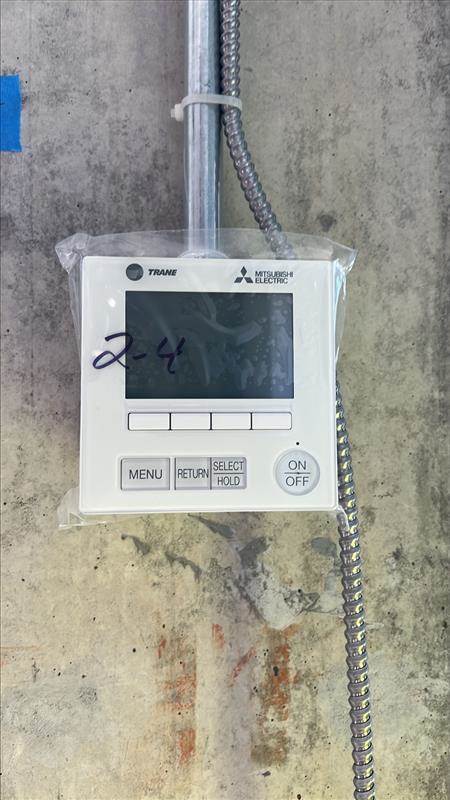 TRANE
MITSUBISHI
ELECTRIC
2-4
MENU
RETURN
SELECT
HOLD
ON
OFF